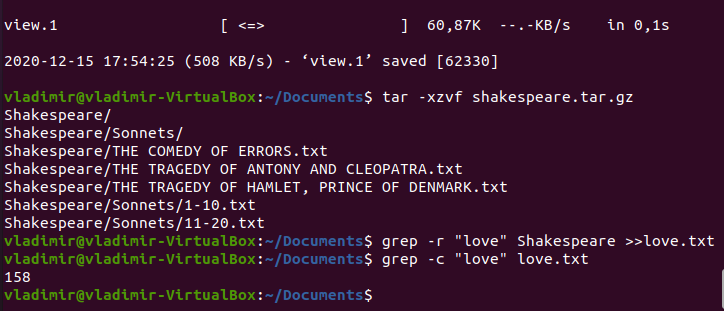 view.1 [ <=> ] 60,87K --.-KB/s in 0,1s
2020-12-15 17:54:25 (508 KB/s) - ‘view.1’ saved [62330]
vladimir@vladimir-VirtualBox:~/Documents$ tar -xzvf shakespeare.tar.gz
Shakespeare/
Shakespeare/Sonnets/
Shakespeare/THE COMEDY OF ERRORS.txt
Shakespeare/THE TRAGEDY OF ANTONY AND CLEOPATRA.txt
Shakespeare/THE TRAGEDY OF HAMLET, PRINCE OF DENMARK.txt
Shakespeare/Sonnets/1-10.txt
Shakespeare/Sonnets/11-20.txt
vladimir@vladimir-VirtualBox:~/Documents$ grep -r "love" Shakespeare >>love.txt
vladimir@vladimir-VirtualBox:~/Documents$ grep -c "love" love.txt
158
vladimir@vladimir-VirtualBox:~/Documents$